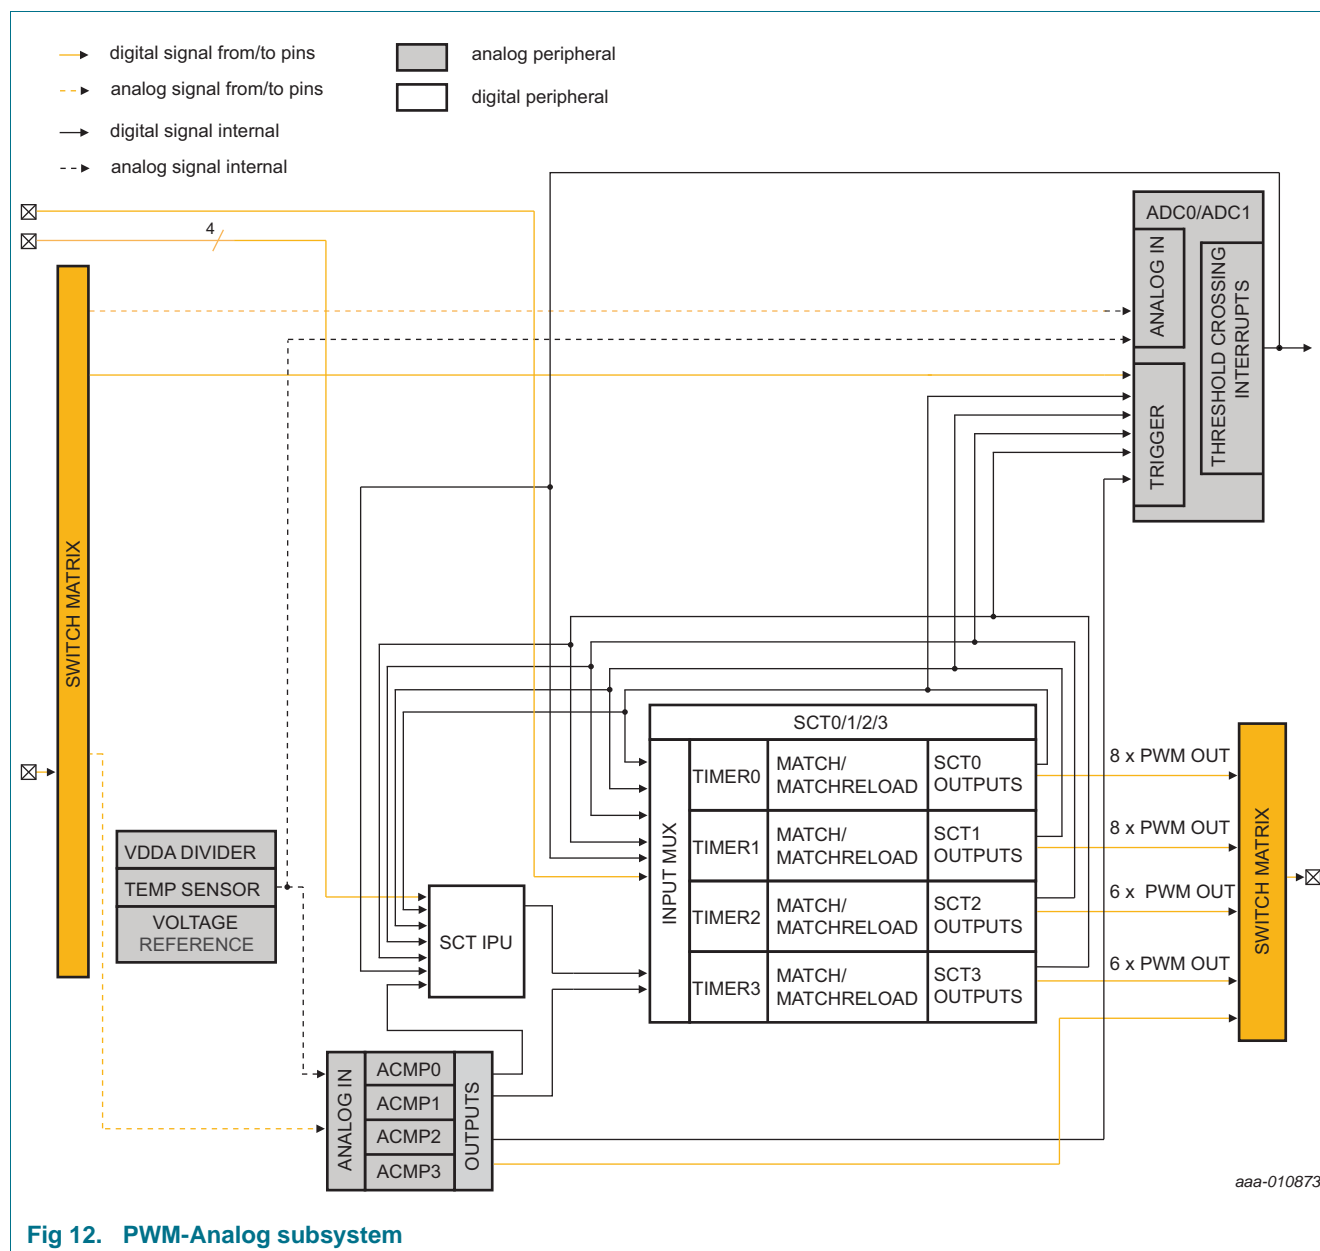 digital signal from/to pins
analog signal from/to pins
digital signal internal
analog signal internal
analog peripheral
digital peripheral
4
ADC0/ADC1
ANALOG IN
THRESHOLD CROSSING
INTERRUPTS
TRIGGER
SWITCH MATRIX
SCT0/1/2/3
INPUT MUX
TIMER0
MATCH/
MATCHRELOAD
SCT0
OUTPUTS
TIMER1
MATCH/
MATCHRELOAD
SCT1
OUTPUTS
TIMER2
MATCH/
MATCHRELOAD
SCT2
OUTPUTS
TIMER3
MATCH/
MATCHRELOAD
SCT3
OUTPUTS
8 x PWM OUT
8 x PWM OUT
6 x PWM OUT
6 x PWM OUT
SWITCH MATRIX
VDDA DIVIDER
TEMP SENSOR
VOLTAGE
REFERENCE
SCT IPU
ANALOG IN
ACMP0
ACMP1
ACMP2
ACMP3
OUTPUTS
aaa-010873
Fig 12. PWM-Analog subsystem